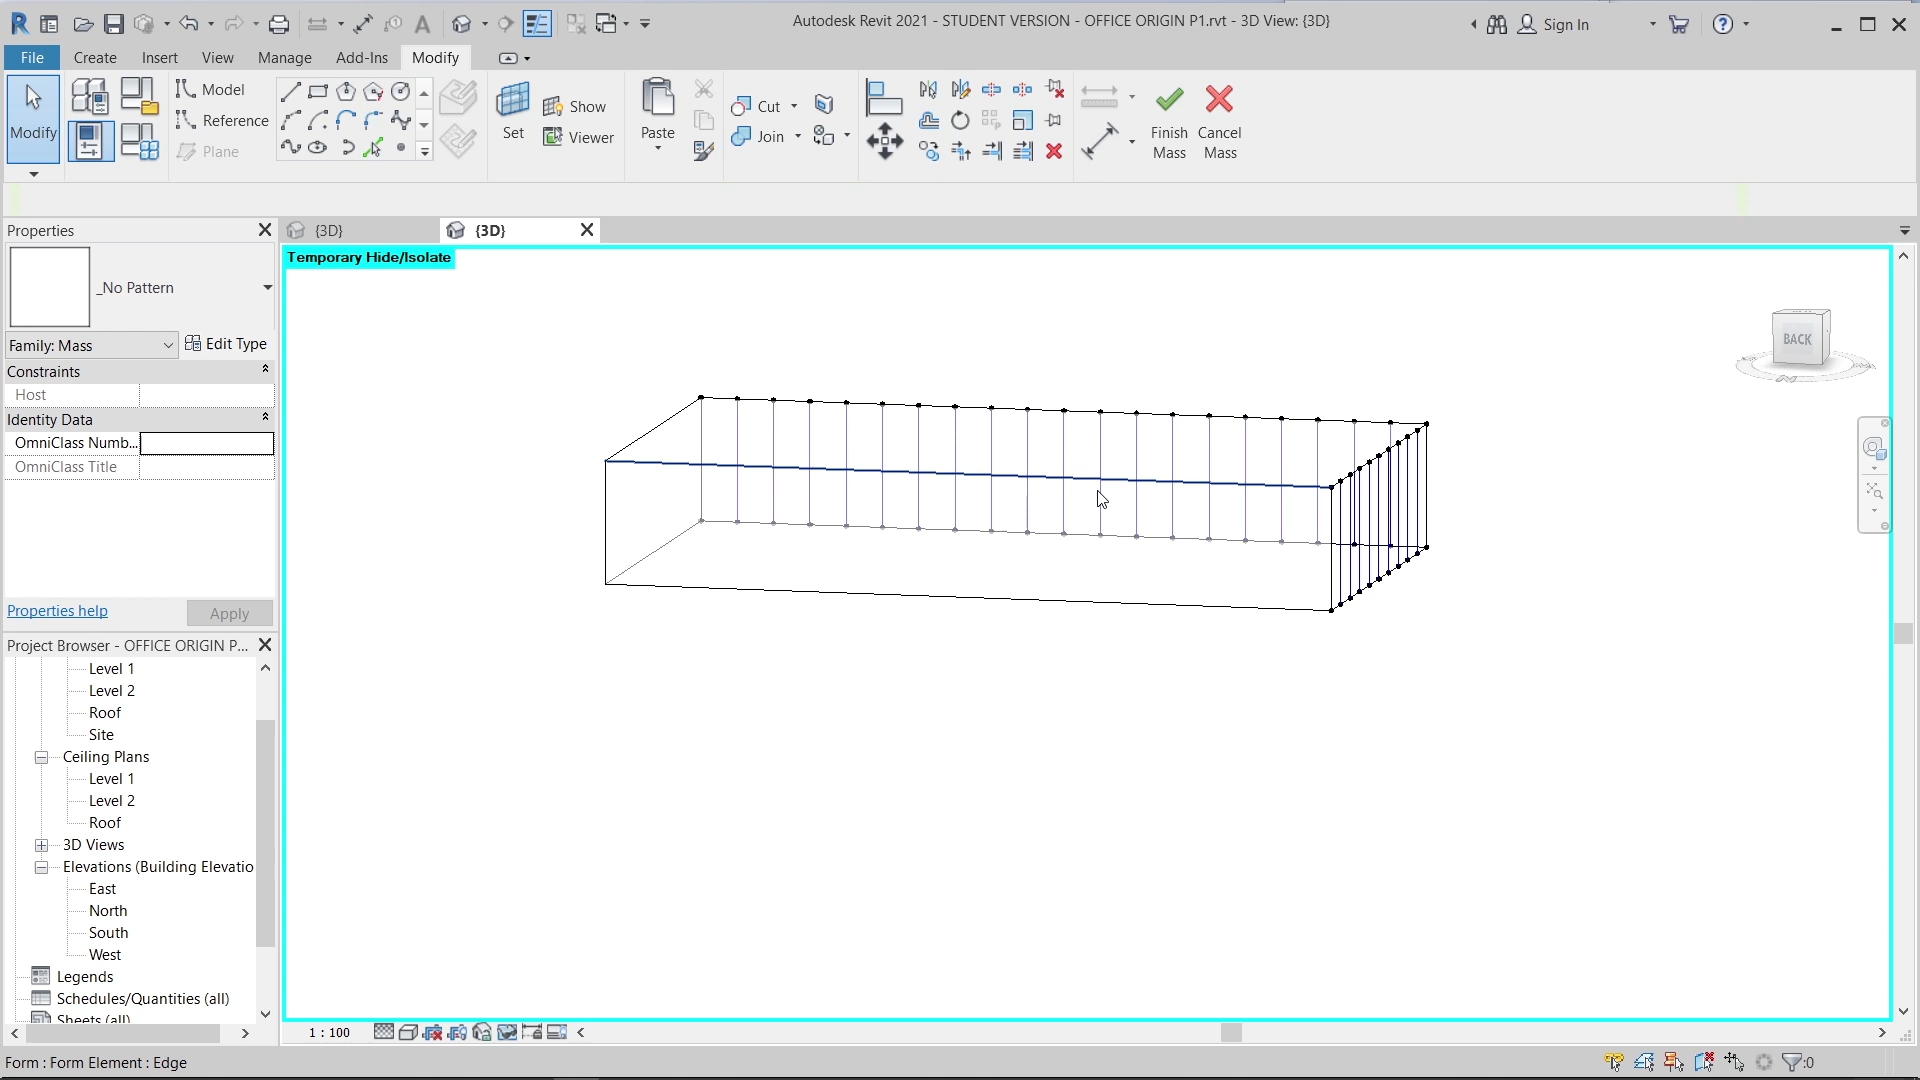 Autodesk Revit 2021 - STUDENT VERSION - OFFICE ORIGIN P1.rvt - 3D View: {3D}
Sign In
File
Create
Insert
View
Manage
Add-Ins
Modify
Modify
Model
Reference
Plane
Set
Show
Viewer
Paste
Cut
Join
Finish
Mass
Cancel
Mass
Properties
{3D}
{3D}
Temporary Hide/Isolate
_No Pattern
Family: Mass
Edit Type
Constraints
Host
Identity Data
OmniClass Numb...
OmniClass Title
BACK
Properties help
Apply
Project Browser - OFFICE ORIGIN P...
Level 1
Level 2
Roof
Site
Ceiling Plans
Level 1
Level 2
Roof
3D Views
Elevations (Building Elevatio
East
North
South
West
Legends
Schedules/Quantities (all)
Sheets (all)
1 : 100
Form : Form Element : Edge
:0